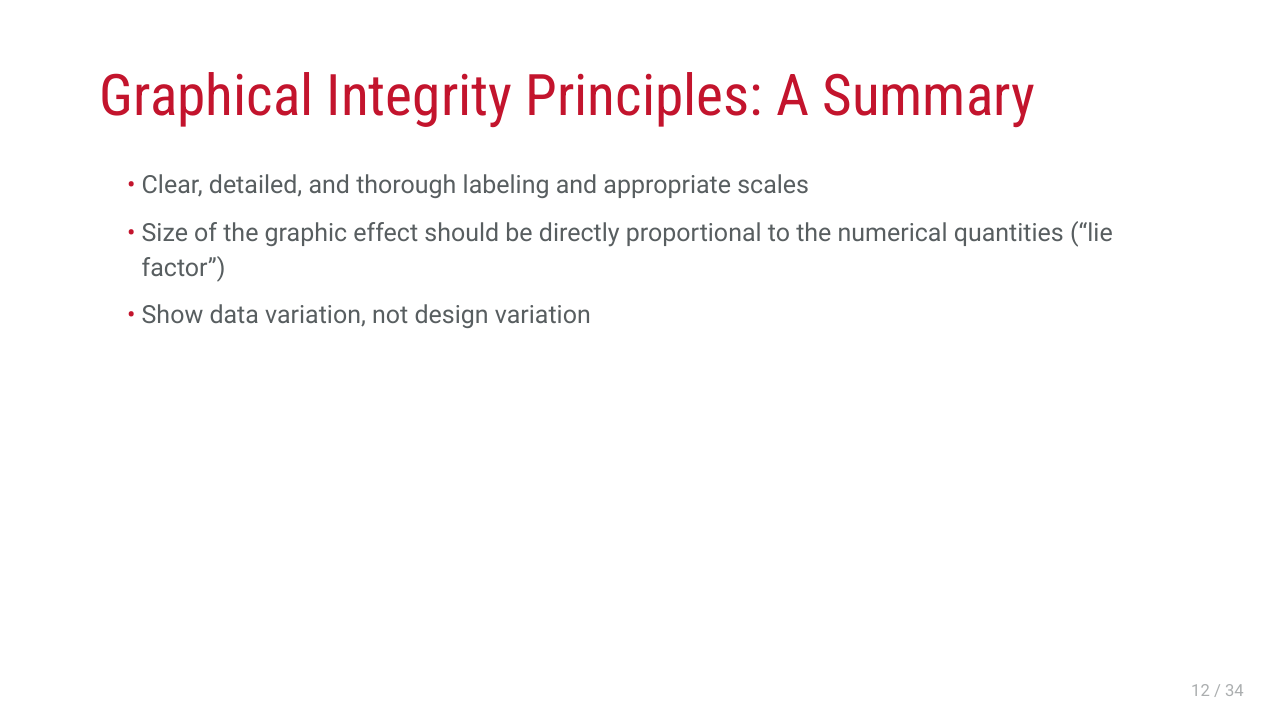 Graphical Integrity Principles: A Summary
• Clear, detailed, and thorough labeling and appropriate scales
• Size of the graphic effect should be directly proportional to the numerical quantities (“lie
factor”)
• Show data variation, not design variation
12 / 34